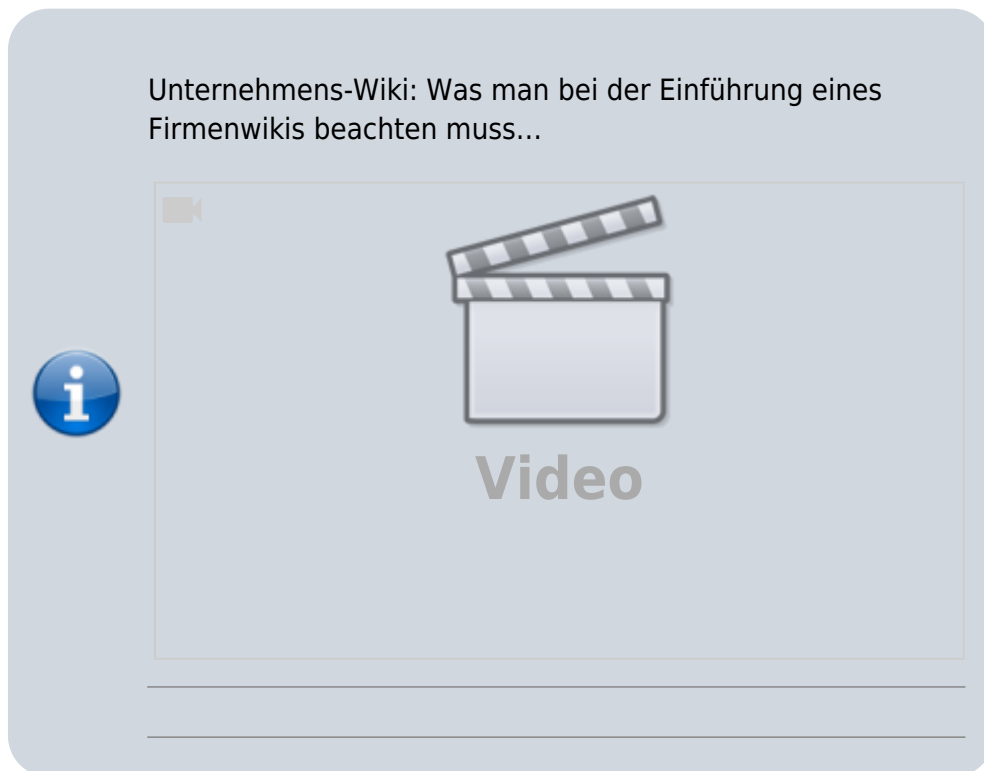 Unternehmens-Wiki: Was man bei der Einführung eines
Firmenwikis beachten muss...
Video